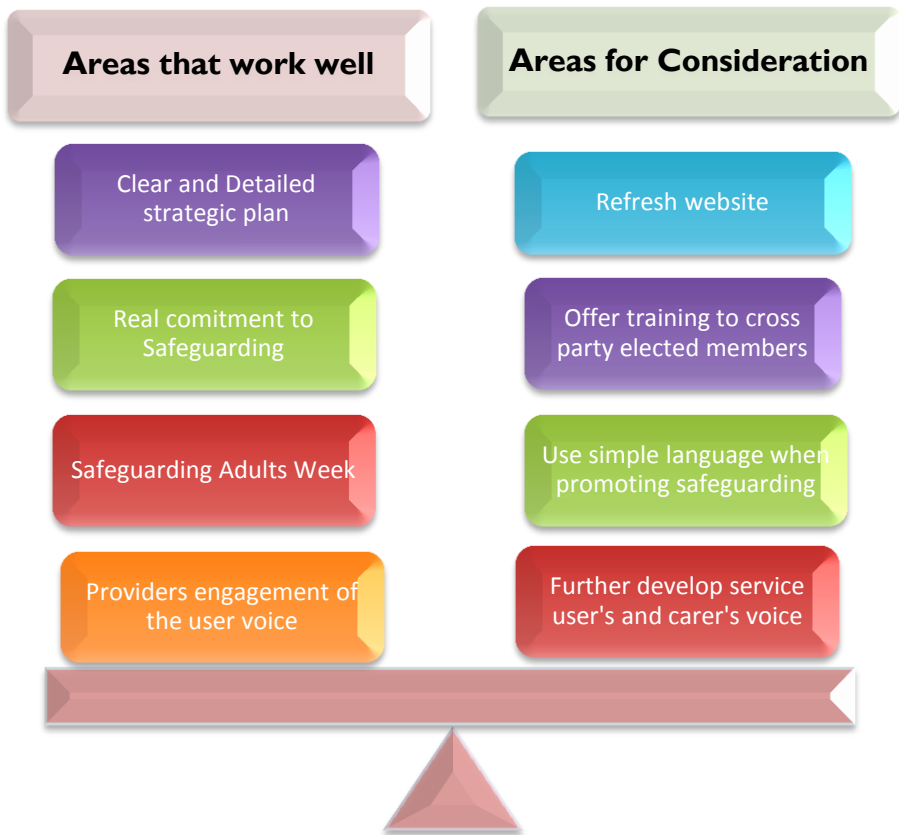 Areas that work well
Clear and Detailed
strategic plan
Real comitment to
Safeguarding
Safeguarding Adults Week
Providers engagement of
the user voice
Areas for Consideration
Refresh website
Offer training to cross
party elected members
Use simple language when
promoting safeguarding
Further develop service
user's and carer's voice